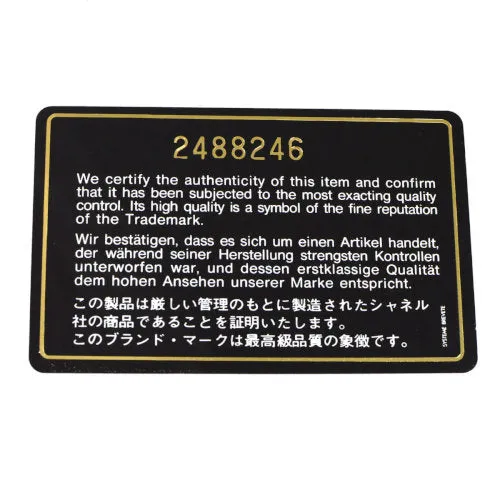 2488246
We certify the authenticity of this item and confirm
that it has been subjected to the most exacting quality
control. Its high quality is a symbol of the fine reputation
of the Trademark.
Wir bestätigen, dass es sich um einen Artikel handelt,
der während seiner Herstellung strengsten Kontrollen
unterworfen war, und dessen erstklassige Qualität
dem hohen Ansehen unserer Marke entspricht.
この製品は厳しい管理のもとに製造されたシャネル
社の商品であることを証明いたします。
このブランド・マークは最高級品質の象徴です。
SYSTEME BREVETE